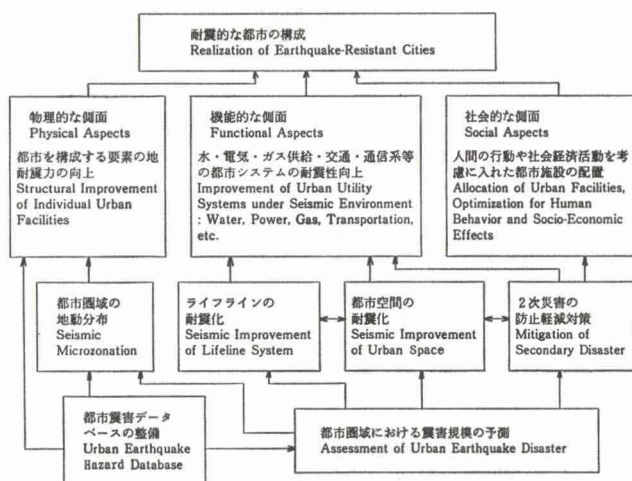 耐震的な都市の構成
Realization of Earthquake-Resistant Cities
物理的な側面
Physical Aspects
都市を構成する要素の地
耐震力の向上
Structural Improvement
of Individual Urban
Facilities
機能的な側面
Functional Aspects
水・電気・ガス供給・交通・通信系等
の都市システムの耐震性向上
Improvement of Urban Utility
Systems under Seismic Environment
: Water, Power, Gas, Transportation,
etc.
社会的な側面
Social Aspects
人間の行動や社会経済活動を考
慮に入れた都市施設の配置
Allocation of Urban Facilities,
Optimization for Human
Behavior and Socio-Economic
Effects
都市圏域の
地動分布
Seismic
Microzonation
ライフラインの
耐震化
Seismic Improvement
of Lifeline System
都市空間の
耐震化
Seismic Improvement
of Urban Space
2次災害の
防止軽減対策
Mitigation of
Secondary Disaster
都市震害データ
ベースの整備
Urban Earthquake
Hazard Database
都市圏域における震害規模の予測
Assessment of Urban Earthquake Disaster